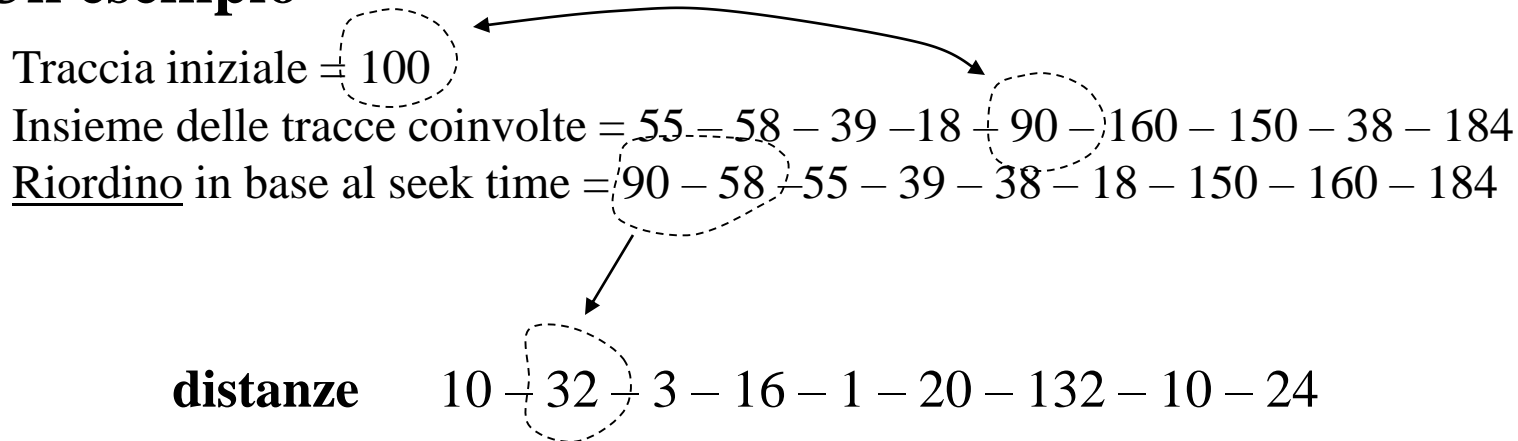 esempio
Traccia iniziale = 100
Insieme delle tracce coinvolte = 55 – 58 – 39 –18 – 90 – 160 – 150 – 38 – 184
Riordino in base al seek time = 90 – 58 –55 – 39 – 38 – 18 – 150 – 160 – 184
distanze 10 – 32 – 3 – 16 – 1 – 20 – 132 – 10 – 24